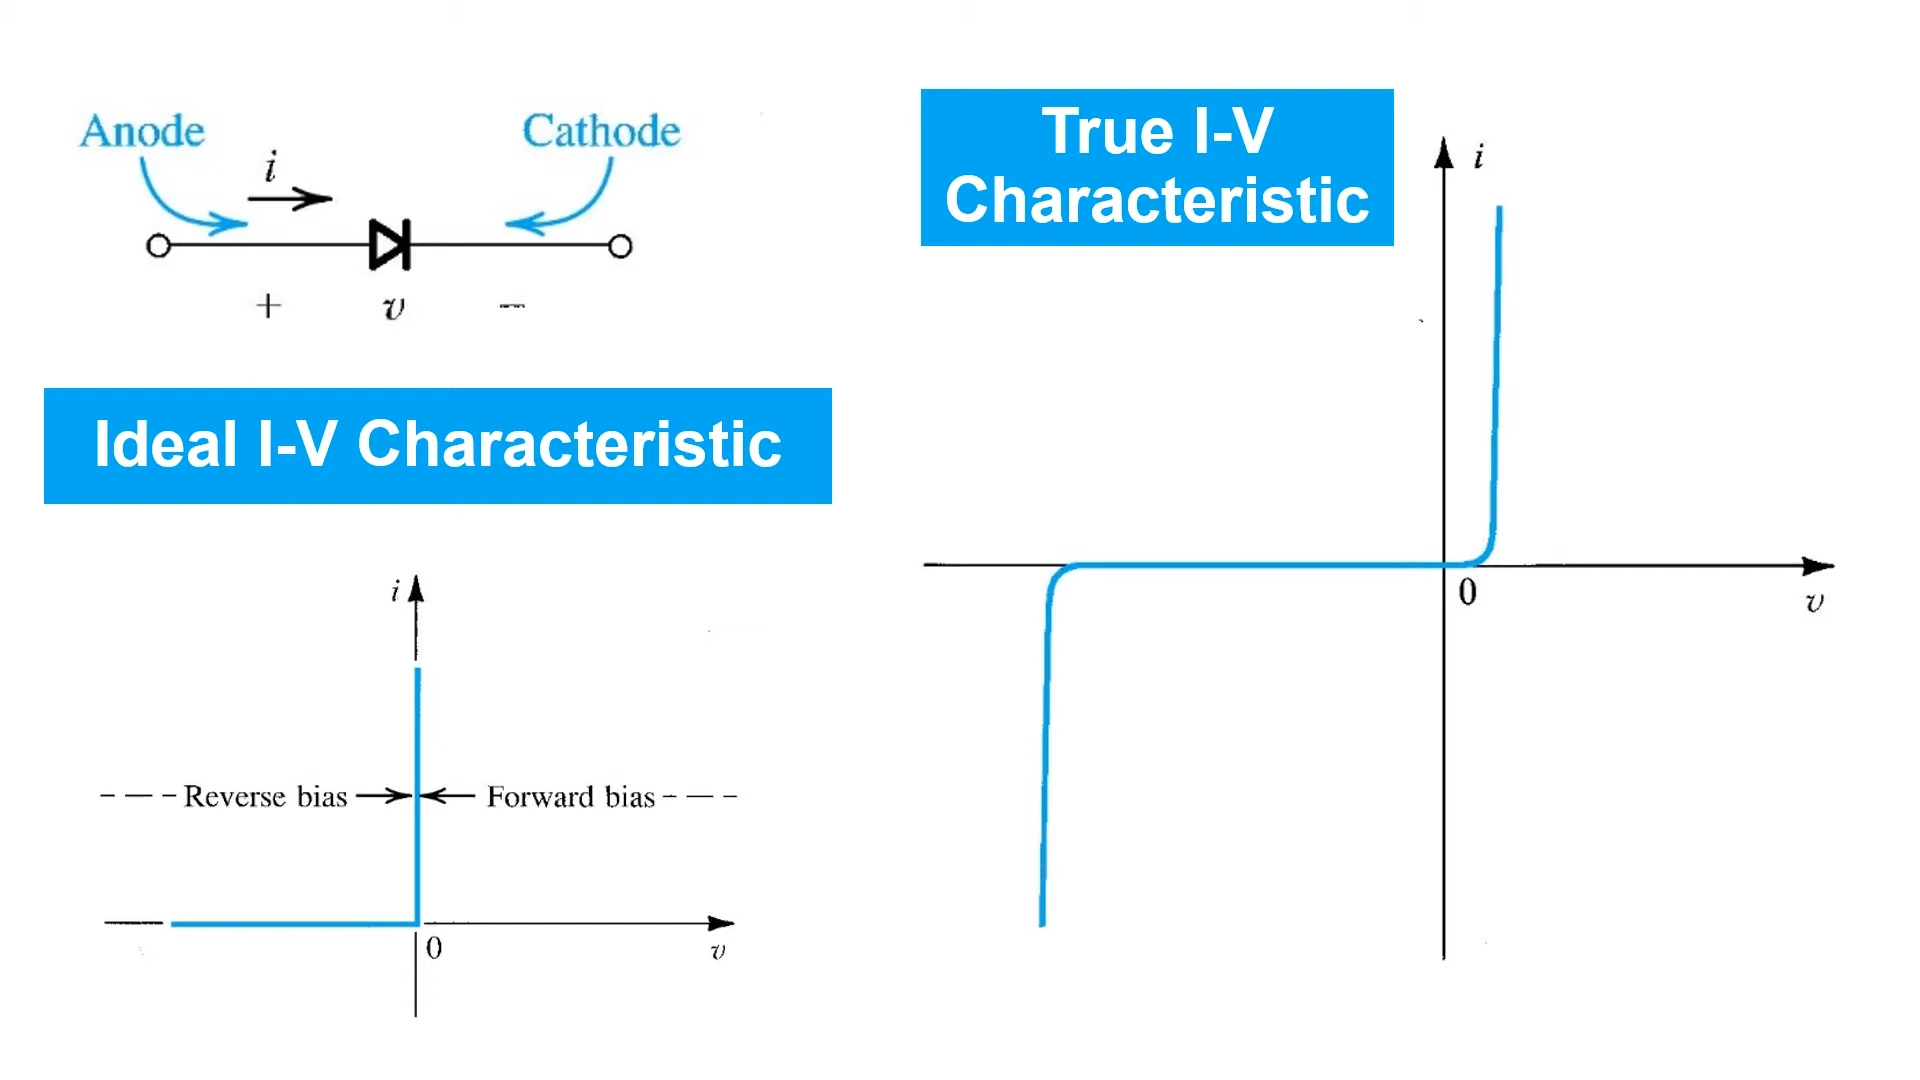 Anode
Cathode
i
+ v −
Ideal I-V Characteristic
i
Reverse bias
Forward bias
0
v
True I-V
Characteristic
i
0
v